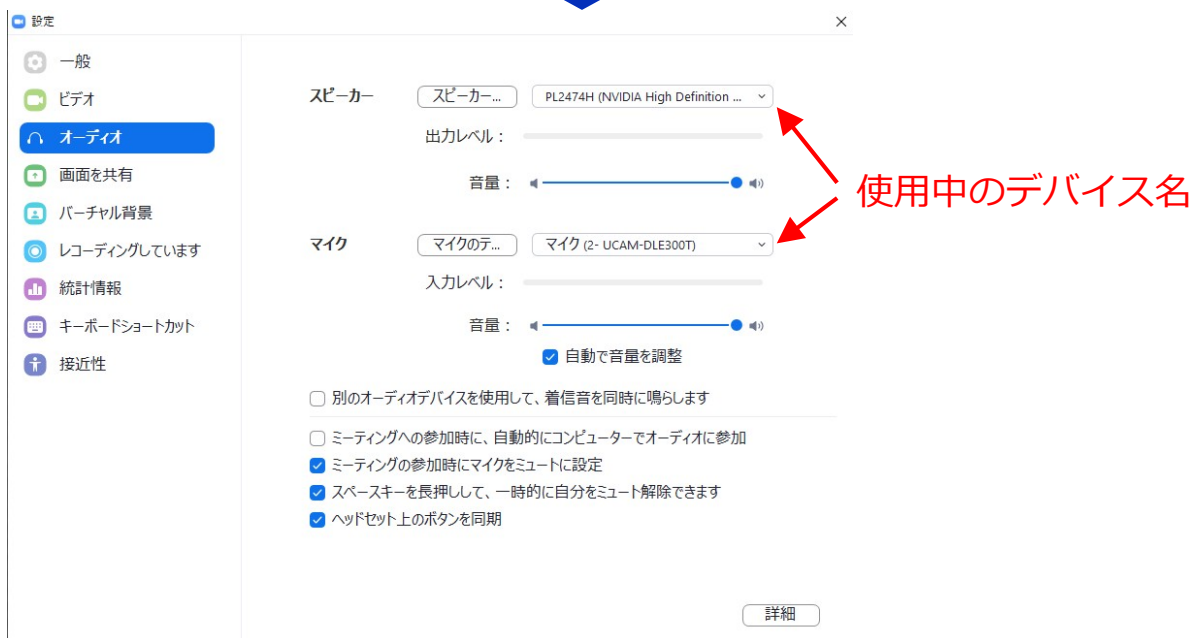 設定
一般
ビデオ
オーディオ
画面を共有
バーチャル背景
レコーディングしています
統計情報
キーボードショートカット
接近性
スピーカー スピーカー... PL2474H (NVIDIA High Definition ...
出力レベル：
音量：
使用中のデバイス名
マイク マイクのテ... マイク (2- UCAM-DLE300T)
入力レベル：
音量：
自動で音量を調整
別のオーディオデバイスを使用して、着信音を同時に鳴らします
ミーティングへの参加時に、自動的にコンピューターでオーディオに参加
ミーティングの参加時にマイクをミュートに設定
スペースキーを長押しして、一時的に自分をミュート解除できます
ヘッドセット上のボタンを同期
詳細